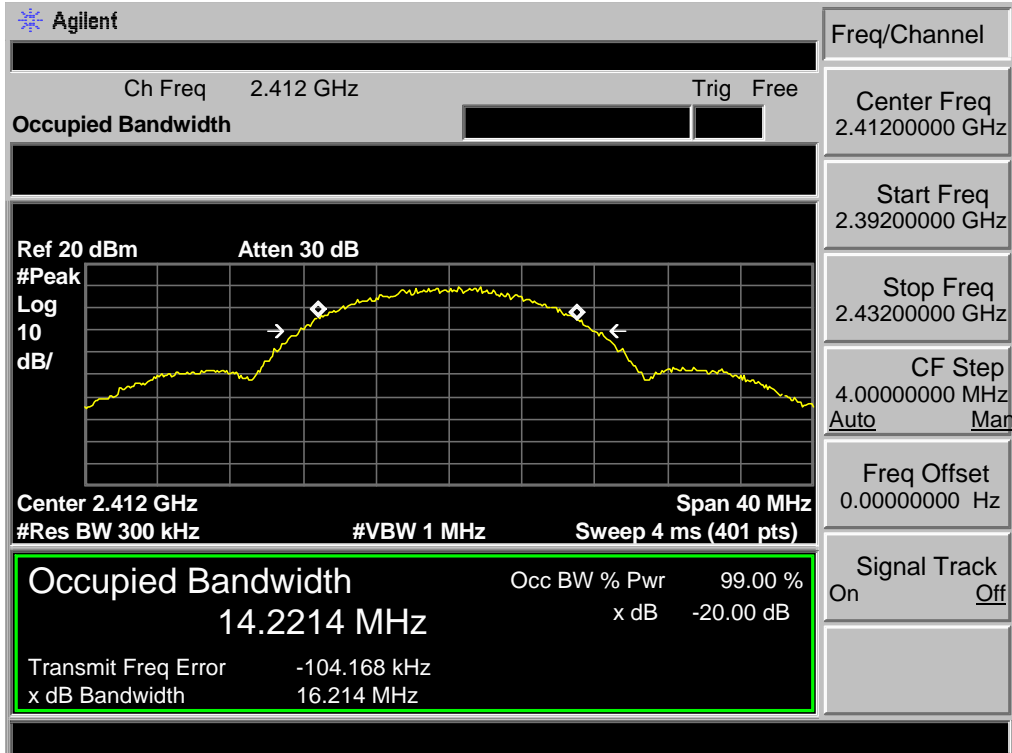 Agilent
Freq/Channel
Ch Freq 2.412 GHz Trig Free
Occupied Bandwidth
Center Freq
2.41200000 GHz
Start Freq
2.39200000 GHz
Ref 20 dBm Atten 30 dB
#Peak
Log
10
dB/
Stop Freq
2.43200000 GHz
CF Step
4.00000000 MHz
Auto Man
Freq Offset
0.00000000 Hz
Center 2.412 GHz Span 40 MHz
#Res BW 300 kHz #VBW 1 MHz Sweep 4 ms (401 pts)
Signal Track
On Off
Occupied Bandwidth
14.2214 MHz
Occ BW % Pwr 99.00 %
x dB -20.00 dB
Transmit Freq Error -104.168 kHz
x dB Bandwidth 16.214 MHz